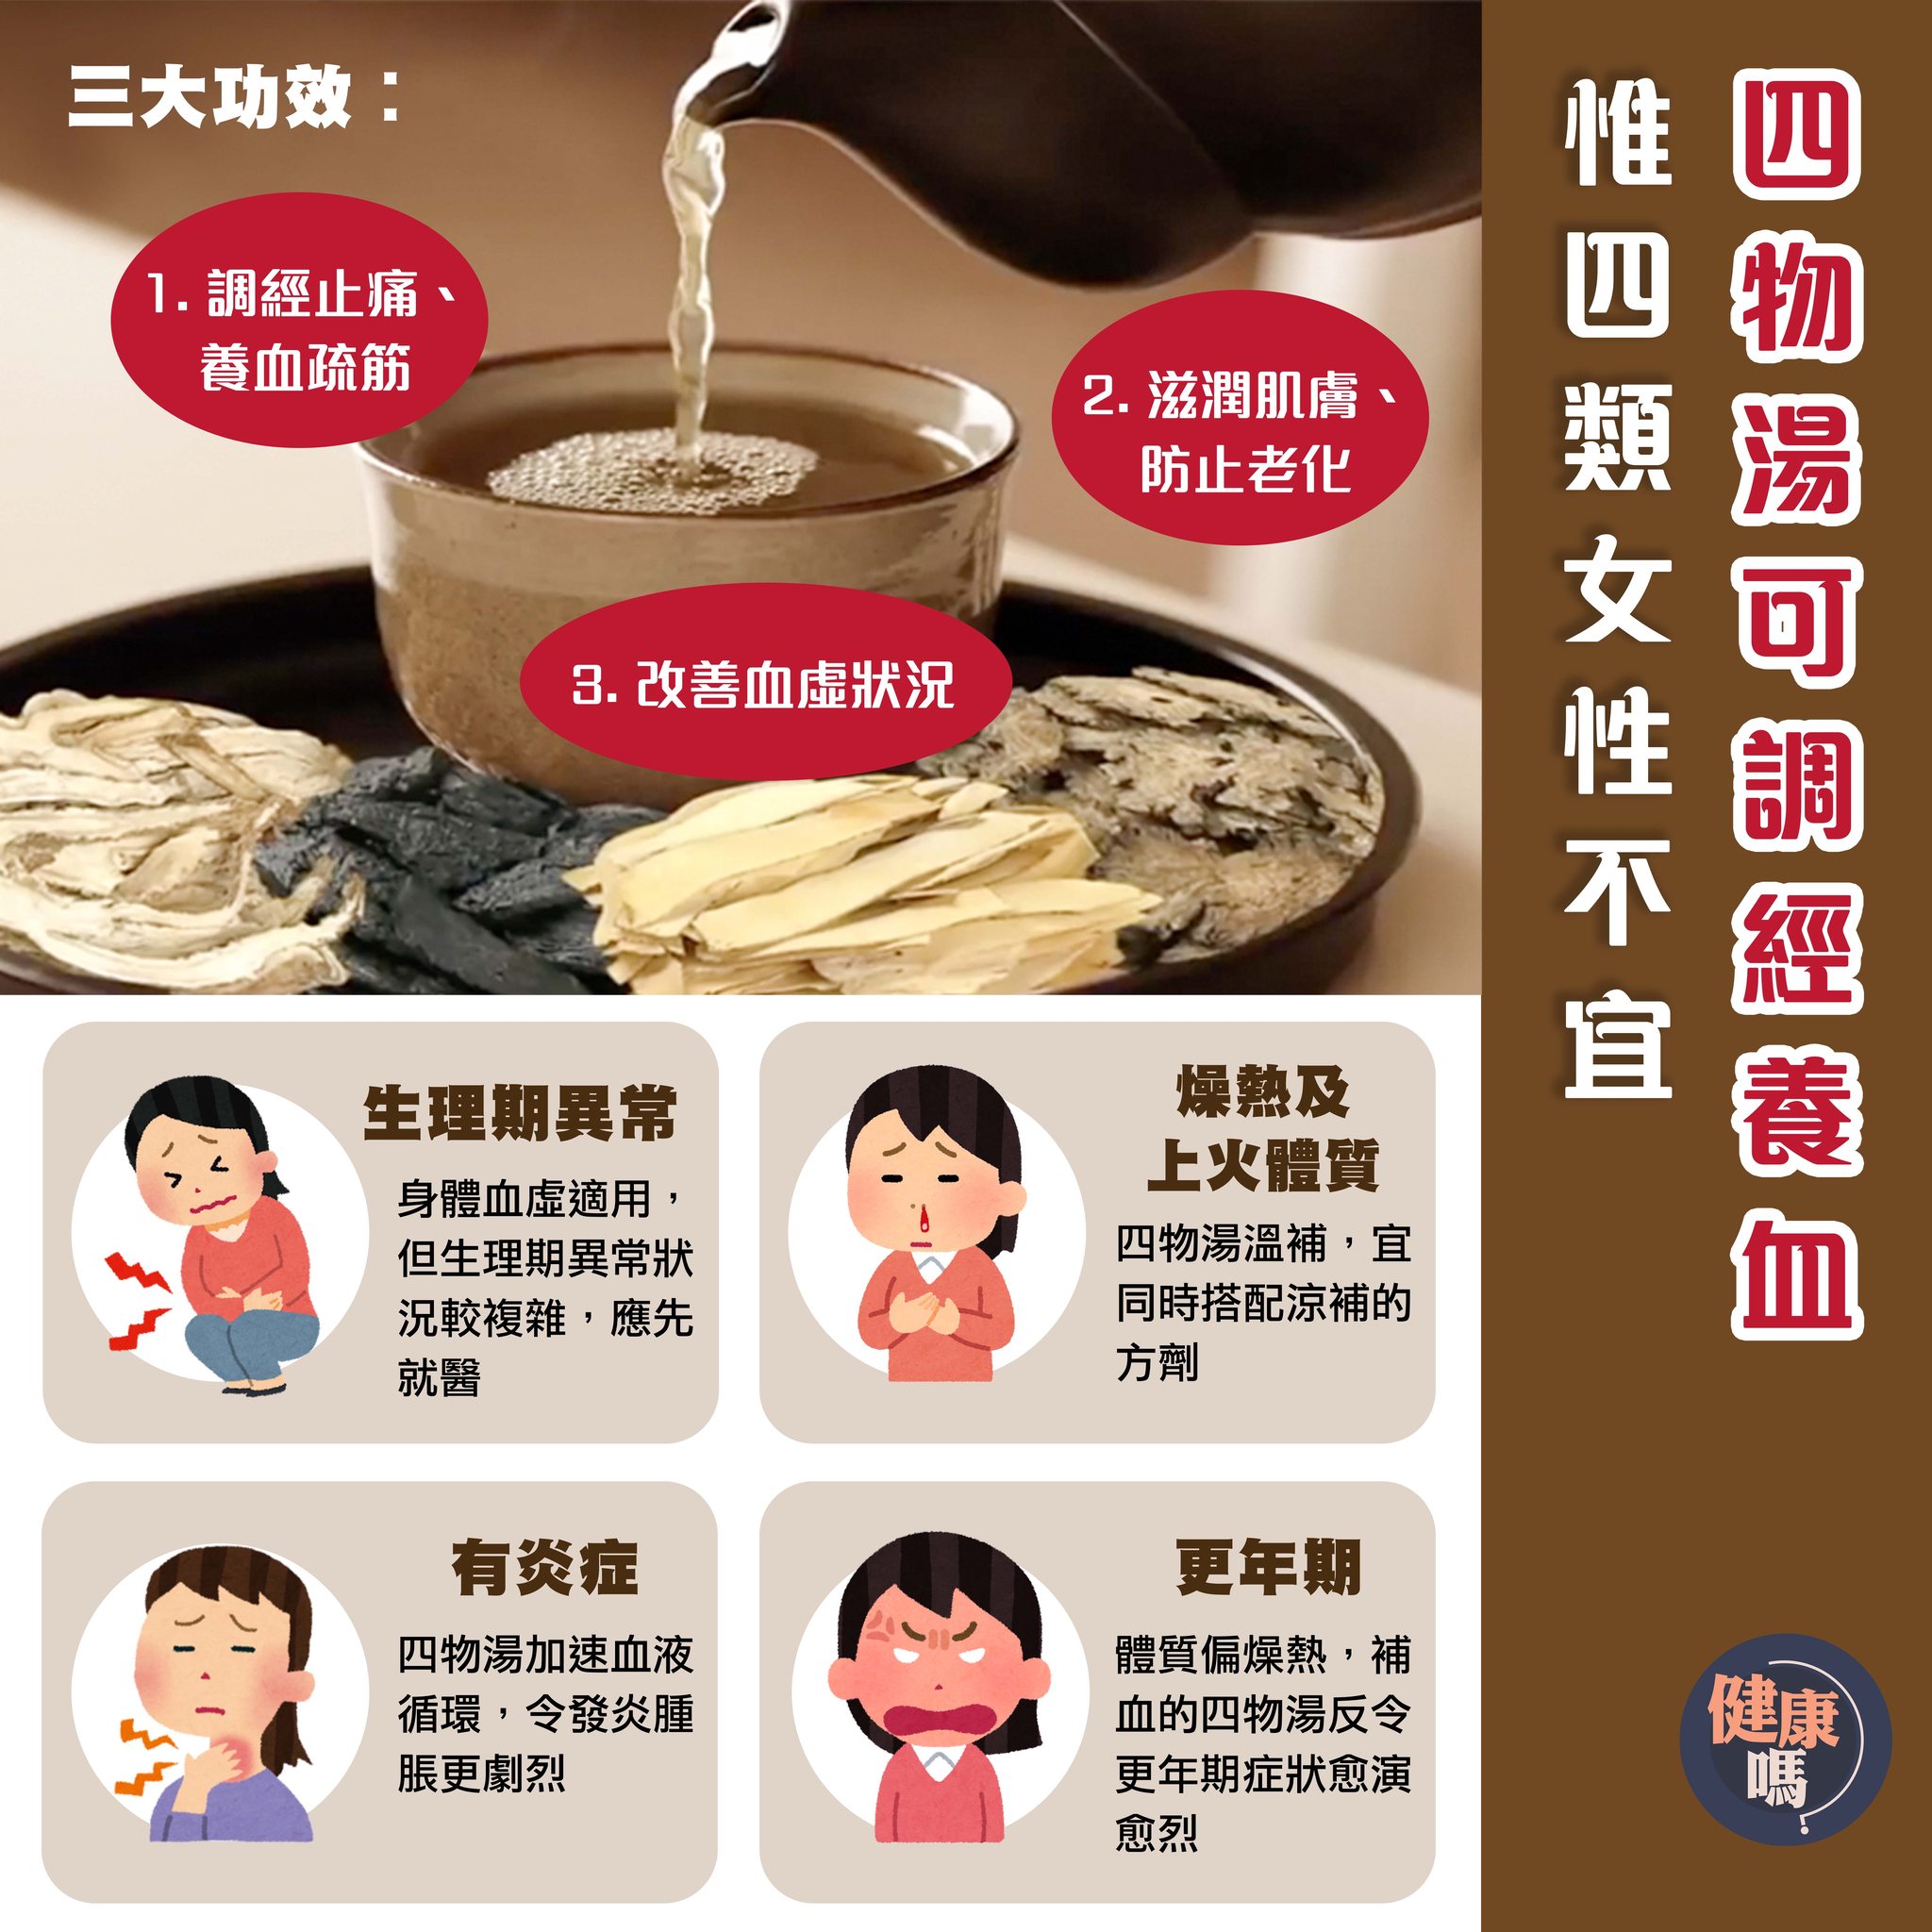 四物湯可調經養血
惟四類女性不宜
三大功效：
1. 調經止痛、
養血疏筋
2. 滋潤肌膚、
防止老化
3. 改善血虛狀況
生理期異常
身體血虛適用，
但生理期異常狀
況較複雜，應先
就醫
燥熱及
上火體質
四物湯溫補，宜
同時搭配涼補的
方劑
有炎症
四物湯加速血液
循環，令發炎腫
脹更劇烈
更年期
體質偏燥熱，補
血的四物湯反令
更年期症狀愈演
愈烈
健康
嗎?